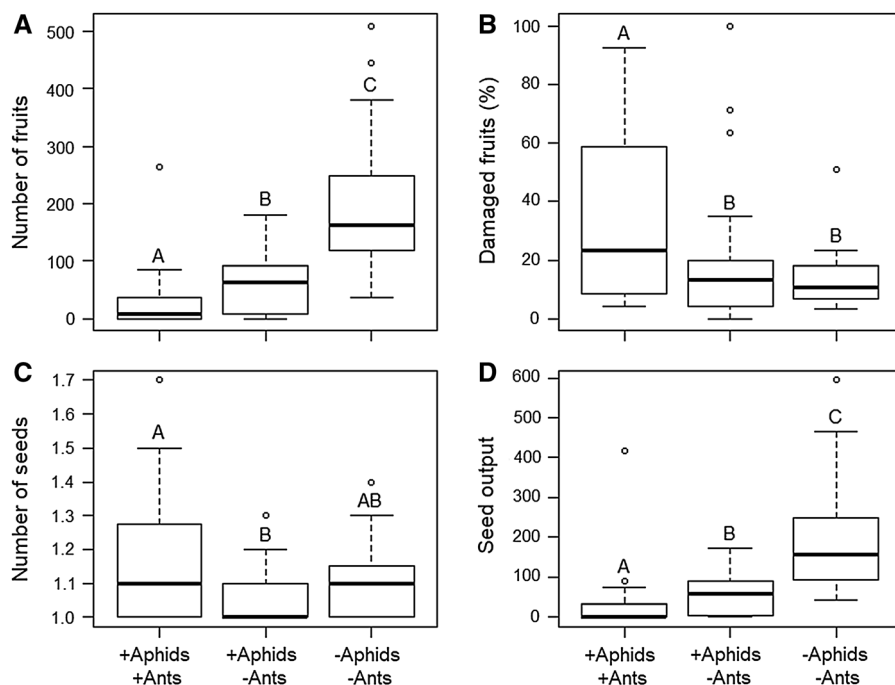 A
Number of fruits
500
400
300
200
100
0
A
B
C
B
Damaged fruits (%)
100
80
60
40
20
0
A
B
B
C
Number of seeds
1.7
1.6
1.5
1.4
1.3
1.2
1.1
1.0
A
B
AB
+Aphids
+Ants
+Aphids
-Ants
-Aphids
-Ants
D
Seed output
600
500
400
300
200
100
0
A
B
C
+Aphids
+Ants
+Aphids
-Ants
-Aphids
-Ants